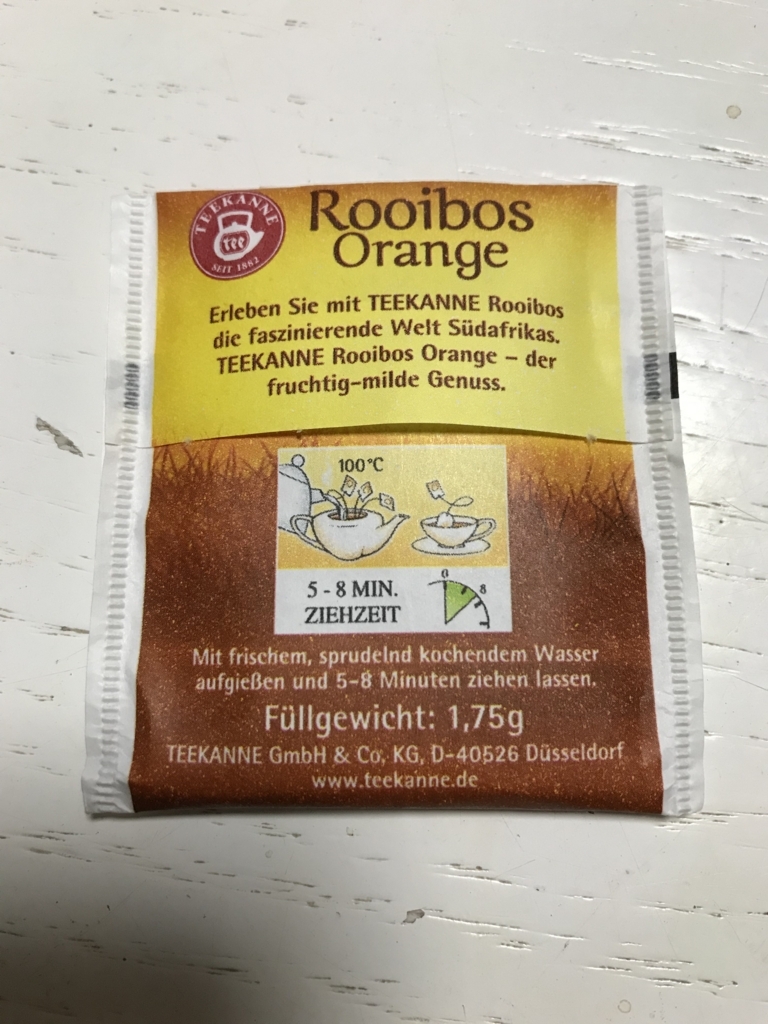 TEEKANNE
tee
SEIT 1882
Rooibos
Orange
Erleben Sie mit TEEKANNE Rooibos
die faszinierende Welt Südafrikas.
TEEKANNE Rooibos Orange – der
fruchtig-milde Genuss.
100°C
5 - 8 MIN.
ZIEHZEIT
0
8
Mit frischem, sprudelnd kochendem Wasser
aufgießen und 5-8 Minuten ziehen lassen.
Füllgewicht: 1,75g
TEEKANNE GmbH & Co. KG, D-40526 Düsseldorf
www.teekanne.de